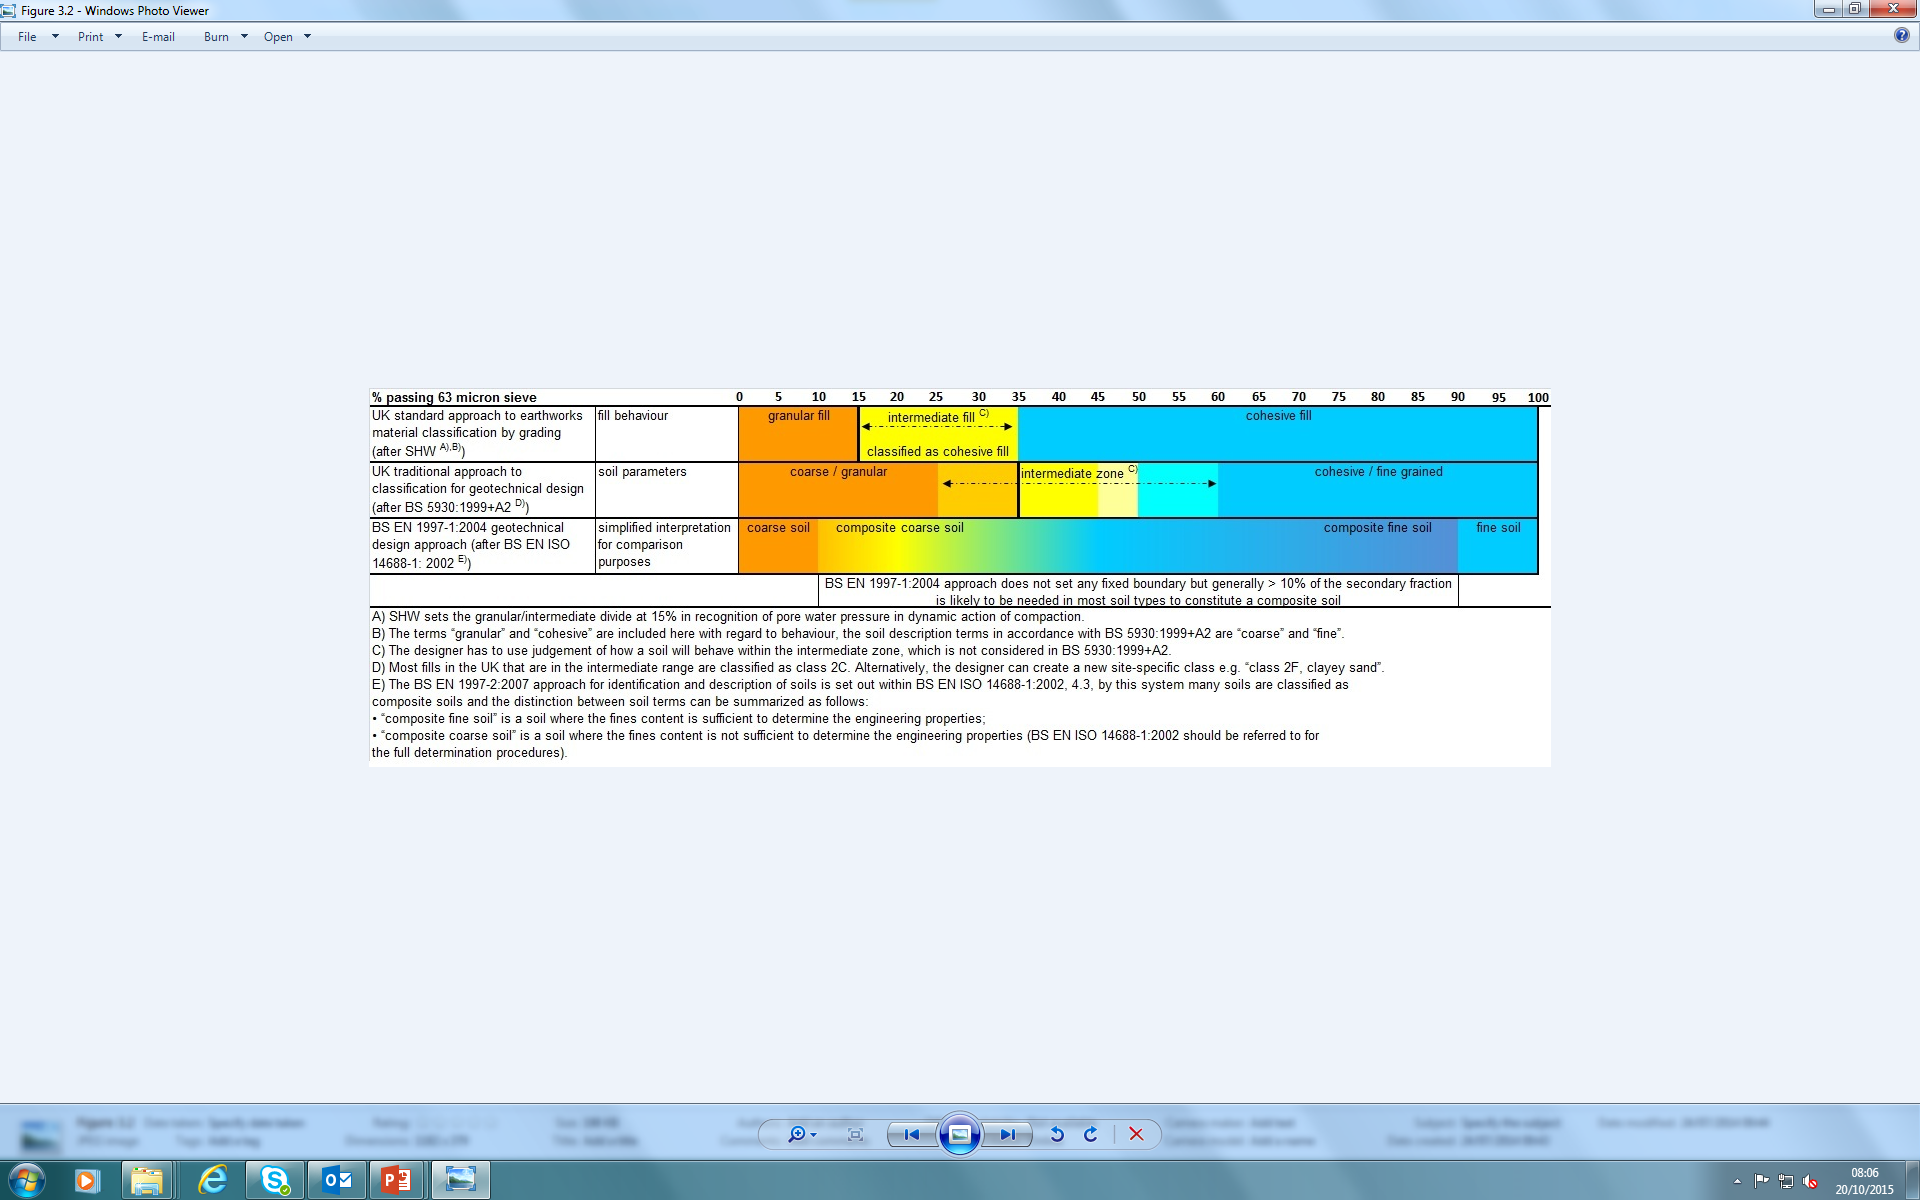 Figure 3.2 - Windows Photo Viewer
File Print E-mail Burn Open
% passing 63 micron sieve 0 5 10 15 20 25 30 35 40 45 50 55 60 65 70 75 80 85 90 95 100
UK standard approach to earthworks
material classification by grading
(after SHW A),B))
fill behaviour
granular fill
intermediate fill C)
classified as cohesive fill
cohesive fill
UK traditional approach to
classification for geotechnical design
(after BS 5930:1999+A2 D))
soil parameters
coarse / granular
intermediate zone C)
cohesive / fine grained
BS EN 1997-1:2004 geotechnical
design approach (after BS EN ISO
14688-1: 2002 E))
simplified interpretation
for comparison
purposes
coarse soil
composite coarse soil
composite fine soil
fine soil
BS EN 1997-1:2004 approach does not set any fixed boundary but generally > 10% of the secondary fraction
is likely to be needed in most soil types to constitute a composite soil
A) SHW sets the granular/intermediate divide at 15% in recognition of pore water pressure in dynamic action of compaction.
B) The terms “granular” and “cohesive” are included here with regard to behaviour, the soil description terms in accordance with BS 5930:1999+A2 are “coarse” and “fine”.
C) The designer has to use judgement of how a soil will behave within the intermediate zone, which is not considered in BS 5930:1999+A2.
D) Most fills in the UK that are in the intermediate range are classified as class 2C. Alternatively, the designer can create a new site-specific class e.g. “class 2F, clayey sand”.
E) The BS EN 1997-2:2007 approach for identification and description of soils is set out within BS EN ISO 14688-1:2002, 4.3, by this system many soils are classified as
composite soils and the distinction between soil terms can be summarized as follows:
• “composite fine soil” is a soil where the fines content is sufficient to determine the engineering properties;
• “composite coarse soil” is a soil where the fines content is not sufficient to determine the engineering properties (BS EN ISO 14688-1:2002 should be referred to for
the full determination procedures).
Figure 3.2
08:06
20/10/2015